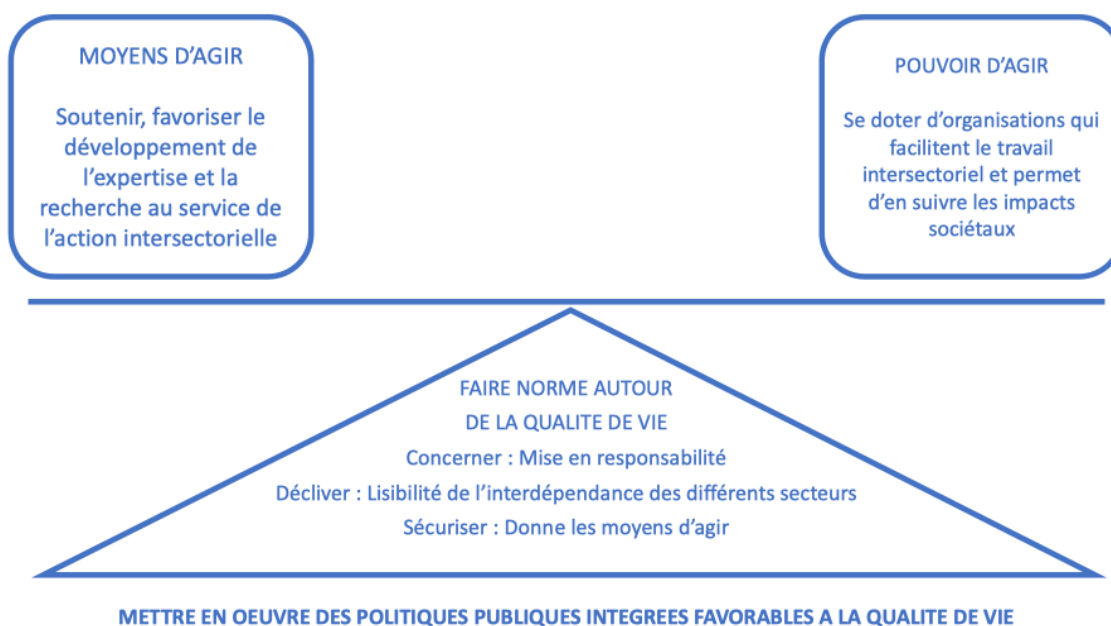 MOYENS D’AGIR
Soutenir, favoriser le
développement de
l’expertise et la
recherche au service de
l’action intersectorielle
POUVOIR D’AGIR
Se doter d’organisations qui
facilitent le travail
intersectoriel et permet
d’en suivre les impacts
sociétaux
FAIRE NORME AUTOUR
DE LA QUALITE DE VIE
Concerner : Mise en responsabilité
Décliver : Lisibilité de l’interdépendance des différents secteurs
Sécuriser : Donne les moyens d’agir
METTRE EN OEUVRE DES POLITIQUES PUBLIQUES INTEGREES FAVORABLES A LA QUALITE DE VIE